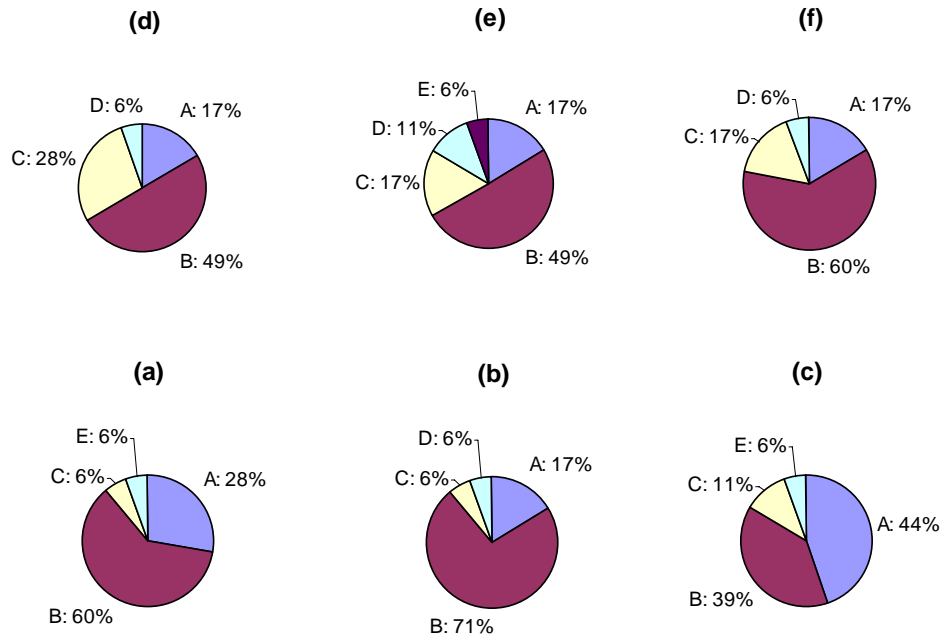 (d)
D: 6%
A: 17%
C: 28%
B: 49%
(e)
E: 6%
A: 17%
D: 11%
C: 17%
B: 49%
(f)
D: 6%
A: 17%
C: 17%
B: 60%
(a)
E: 6%
C: 6%
A: 28%
B: 60%
(b)
D: 6%
A: 17%
C: 6%
B: 71%
(c)
E: 6%
C: 11%
A: 44%
B: 39%